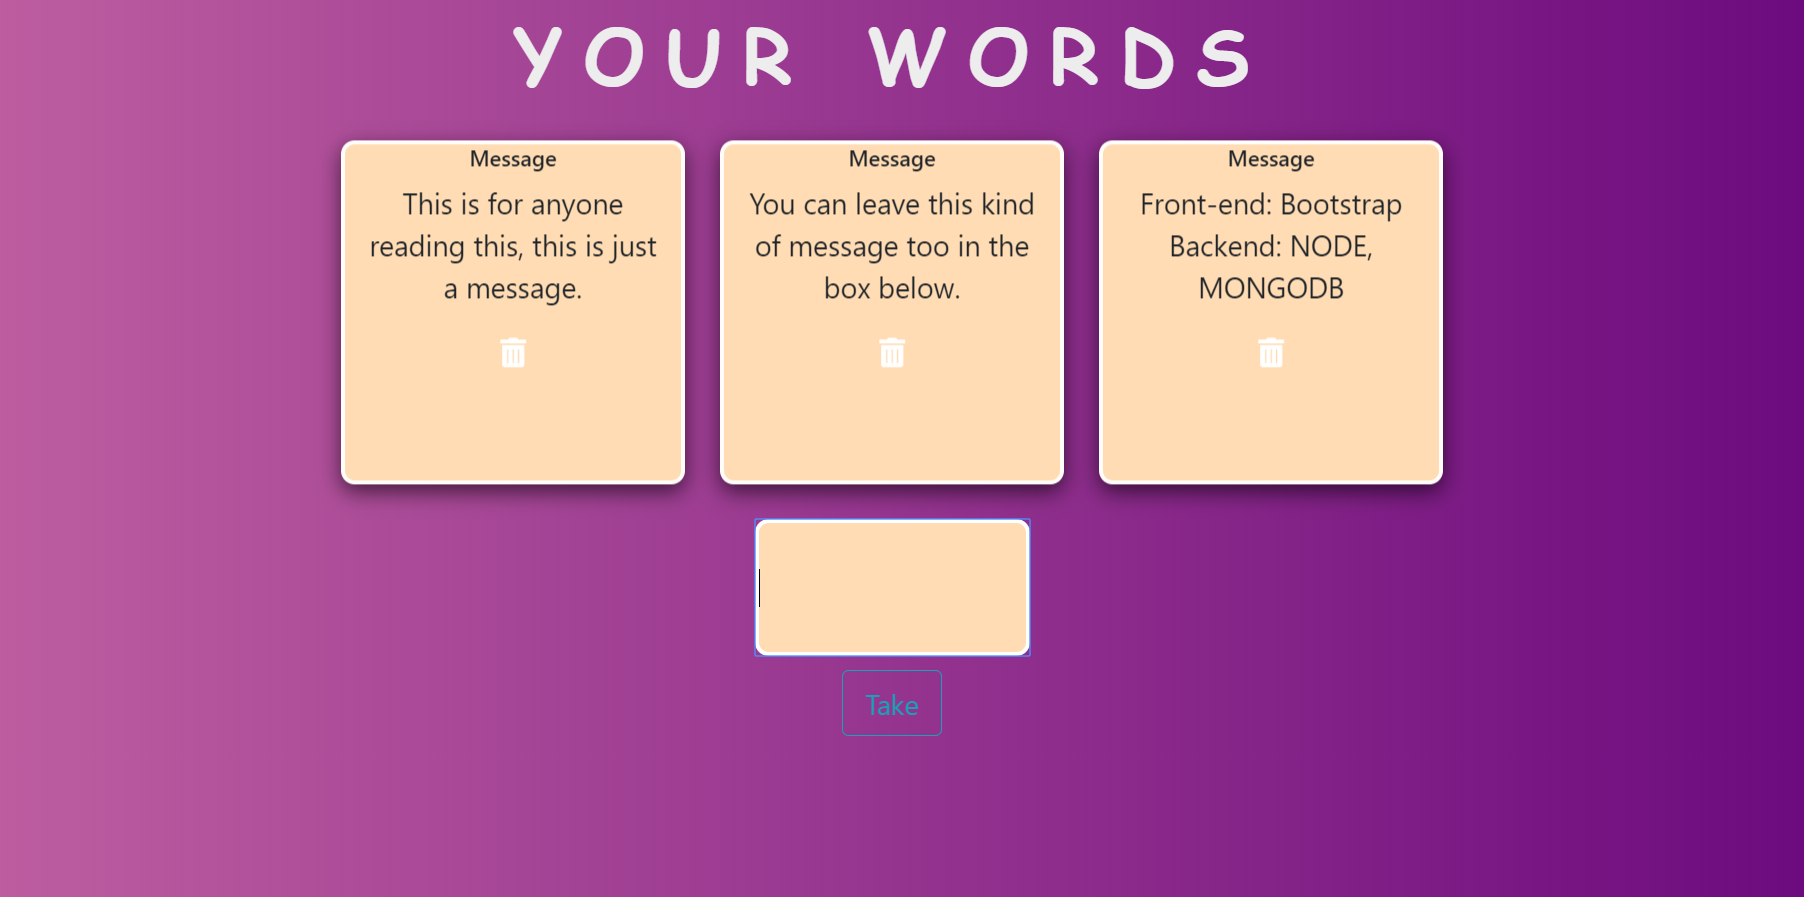 YOUR WORDS
Message
This is for anyone
reading this, this is just
a message.
Message
You can leave this kind
of message too in the
box below.
Message
Front-end: Bootstrap
Backend: NODE,
MONGODB
Take